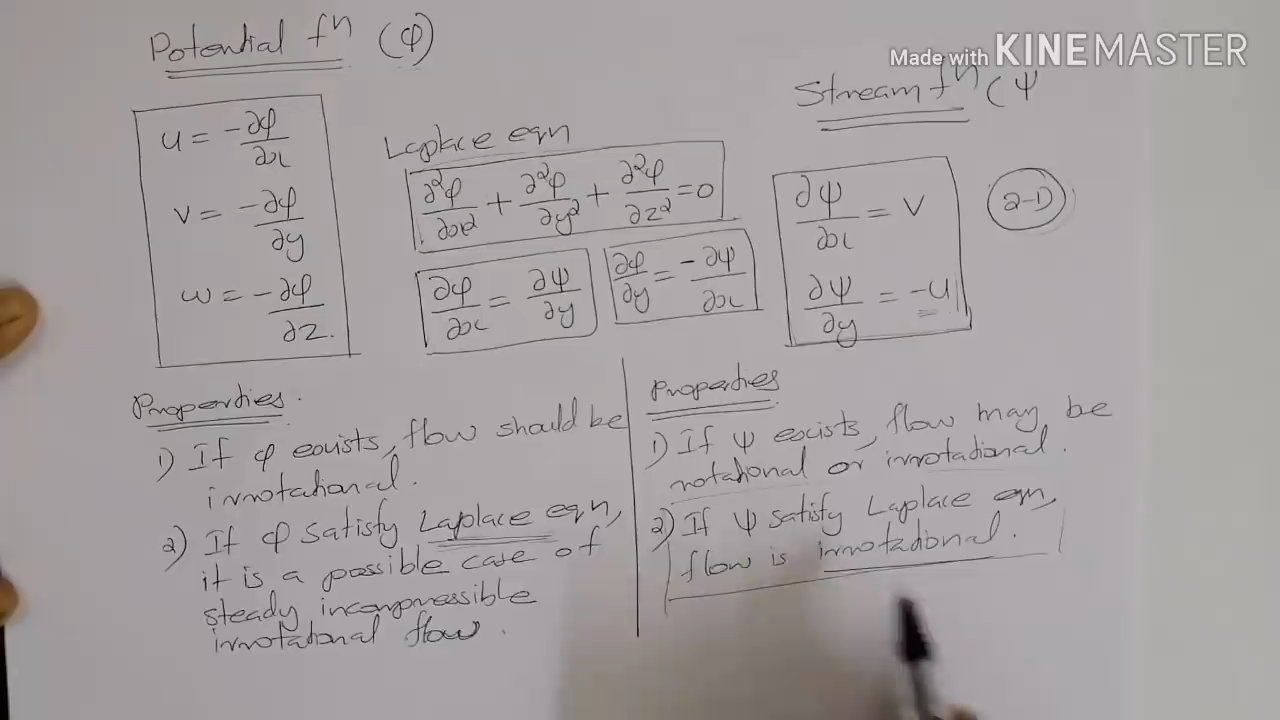 Potential fⁿ (φ)
Made with KINEMASTER
Stream fⁿ (ψ
u = -∂φ/∂x
v = -∂φ/∂y
w = -∂φ/∂z.
Laplace eqn
∂²φ/∂x² + ∂²φ/∂y² + ∂²φ/∂z² = 0
∂φ/∂x = ∂ψ/∂y
∂φ/∂y = -∂ψ/∂x
∂ψ/∂x = v
∂ψ/∂y = -u
2-D
Properties.
1) If φ exists, flow should be
irrotational.
2) If φ satisfy Laplace eqn,
it is a possible case of
steady incompressible
irrotational flow.
Properties
1) If ψ exists, flow may be
rotational or irrotational.
2) If ψ satisfy Laplace eqn,
flow is irrotational.